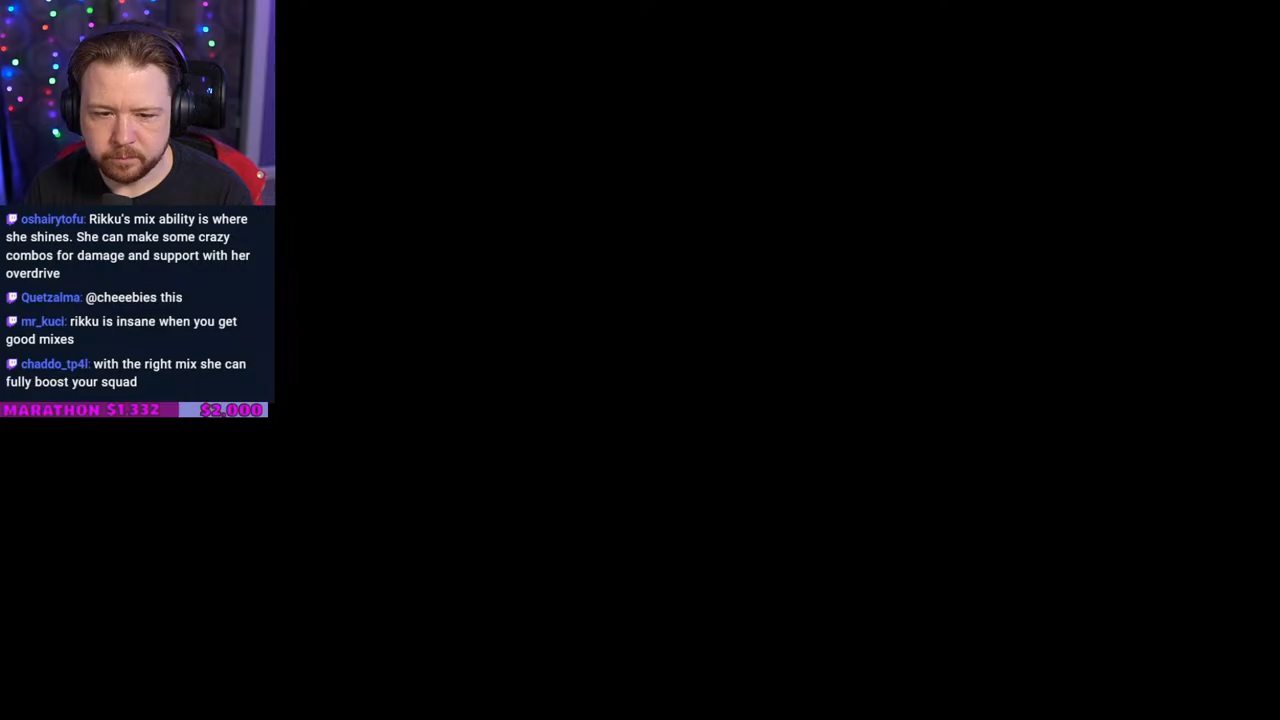 oshairytofu: Rikku's mix ability is where
she shines. She can make some crazy
combos for damage and support with her
overdrive
Quetzalma: @cheeebies this
mr_kuci: rikku is insane when you get
good mixes
chaddo_tp4l: with the right mix she can
fully boost your squad
MARATHON $1,332 $2,000